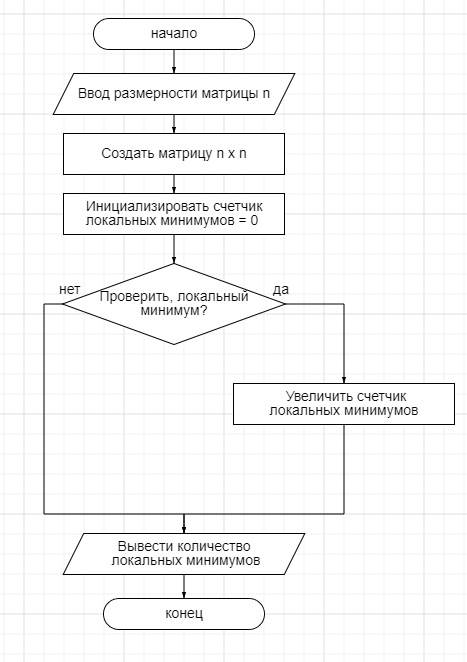 начало
Ввод размерности матрицы n
Создать матрицу n x n
Инициализировать счетчик
локальных минимумов = 0
нет
да
Проверить, локальный
минимум?
Увеличить счетчик
локальных минимумов
Вывести количество
локальных минимумов
конец